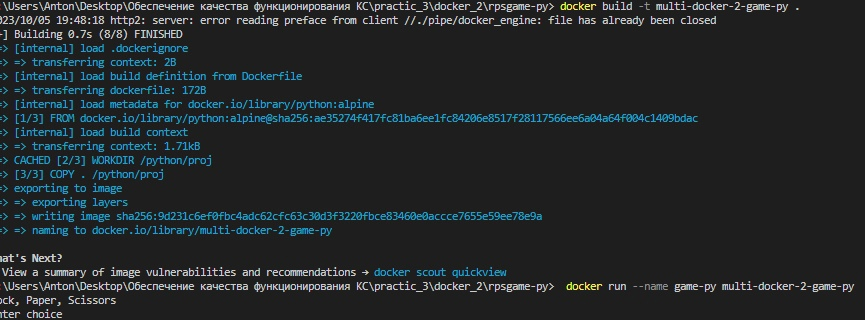 :\Users\Anton\Desktop\Обеспечение качества функционирования КС\practic_3\docker_2\rpsgame-py> docker build -t multi-docker-2-game-py .
023/10/05 19:48:18 http2: server: error reading preface from client //./pipe/docker_engine: file has already been closed
+] Building 0.7s (8/8) FINISHED
=> [internal] load .dockerignore
=> => transferring context: 2B
=> [internal] load build definition from Dockerfile
=> => transferring dockerfile: 172B
=> [internal] load metadata for docker.io/library/python:alpine
=> [1/3] FROM docker.io/library/python:alpine@sha256:ae35274f417fc81ba6ee1fc84206e8517f28117566ee6a04a64f004c1409bdac
=> [internal] load build context
=> => transferring context: 1.71kB
=> CACHED [2/3] WORKDIR /python/proj
=> [3/3] COPY . /python/proj
=> exporting to image
=> => exporting layers
=> => writing image sha256:9d231c6ef0fbc4adc62cfc63c30d3f3220fbce83460e0accce7655e59ee78e9a
=> => naming to docker.io/library/multi-docker-2-game-py
hat's Next?
View a summary of image vulnerabilities and recommendations → docker scout quickview
:\Users\Anton\Desktop\Обеспечение качества функционирования КС\practic_3\docker_2\rpsgame-py> docker run --name game-py multi-docker-2-game-py
ock, Paper, Scissors
nter choice